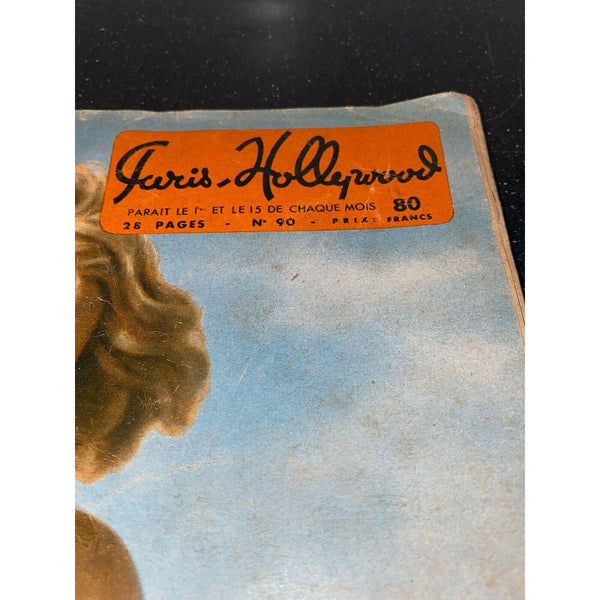 Paris-Hollywood
PARAIT LE 1er ET LE 15 DE CHAQUE MOIS 80
28 PAGES - N° 90 - PRIX: FRANCS